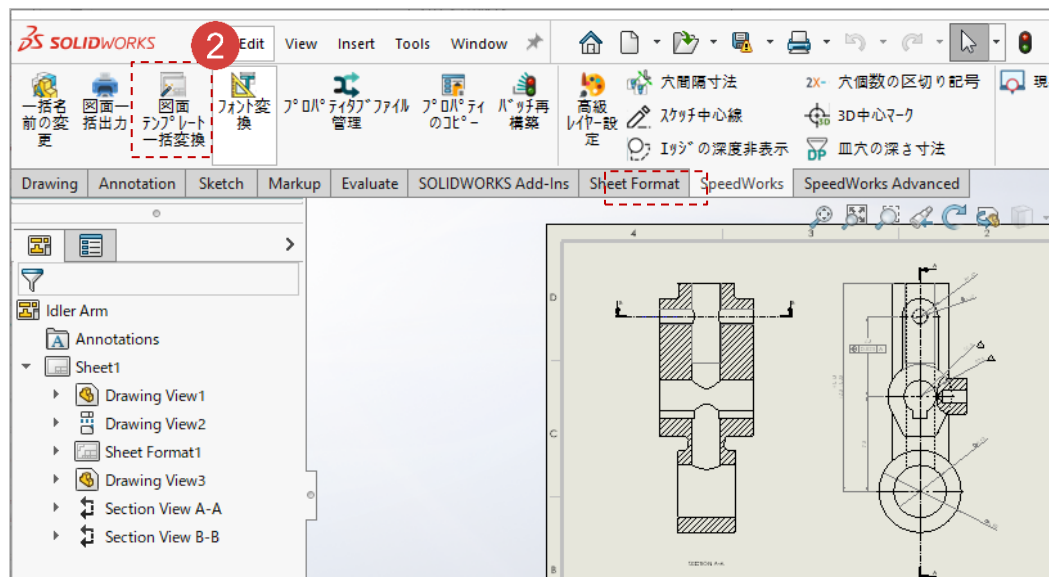 SOLIDWORKS
2
Edit View Insert Tools Window
一括名
前の変
更
図面一
括出力
図面
ﾃﾝﾌﾟﾚｰﾄ
一括変換
ﾌｫﾝﾄ変
換
ﾌﾟﾛﾊﾟﾃｨﾀﾌﾞﾌｧｲﾙ
管理
ﾌﾟﾛﾊﾟﾃｨ
のｺﾋﾟｰ
ﾊﾞｯﾁ再
構築
高級
ﾚｲﾔｰ設
定
穴間隔寸法
ｽｹｯﾁ中心線
ｴｯｼﾞの深度非表示
2X- 穴個数の区切り記号
3D中心ﾏｰｸ
DP 皿穴の深さ寸法
現
Drawing Annotation Sketch Markup Evaluate SOLIDWORKS Add-Ins Sheet Format SpeedWorks SpeedWorks Advanced
Idler Arm
Annotations
Sheet1
Drawing View1
Drawing View2
Sheet Format1
Drawing View3
Section View A-A
Section View B-B
4 3 2
D
C
B
SECTION A-A
A
A